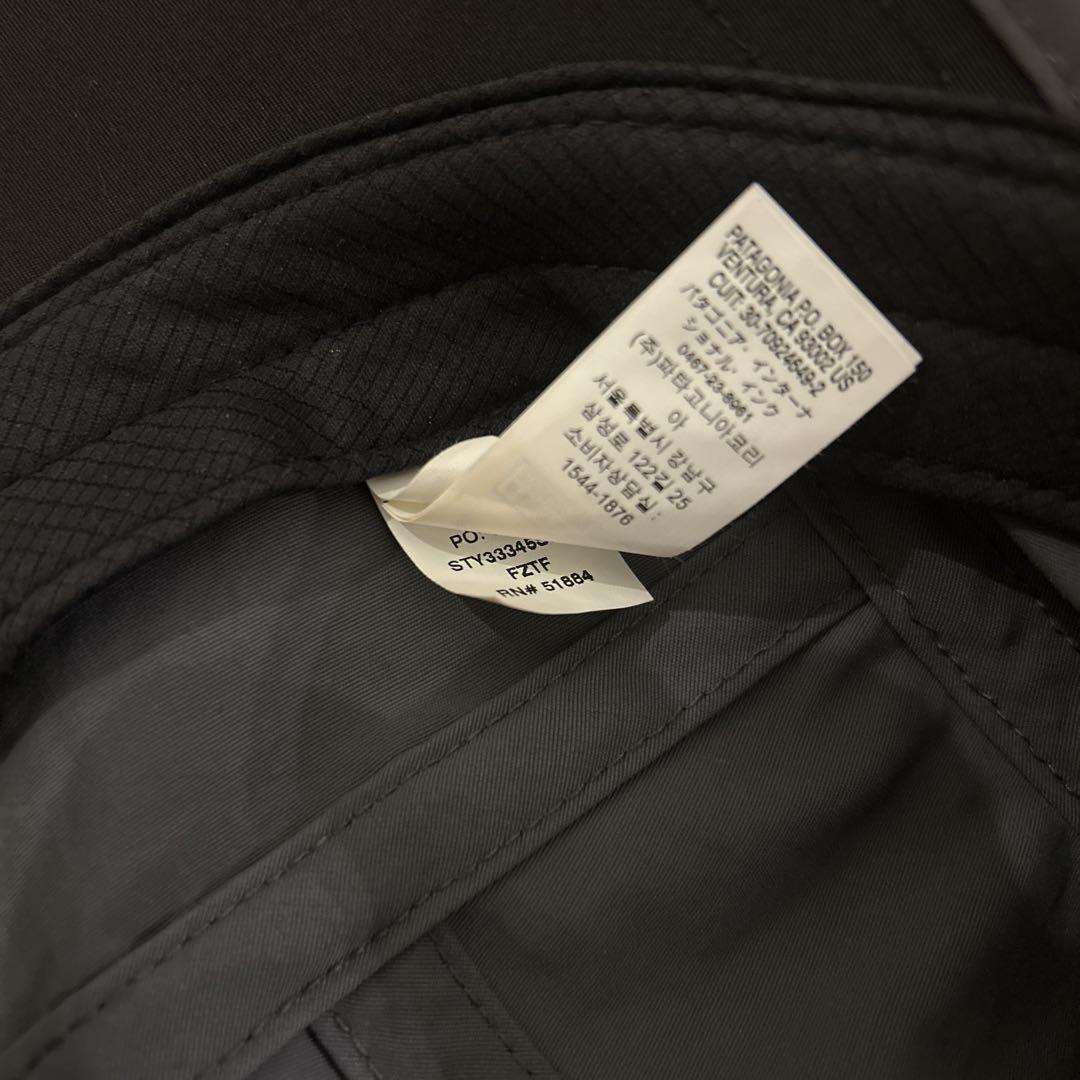 PATAGONIA P.O. BOX 150
VENTURA, CA 93002 US
CUIT: 30-70924649-2
パタゴニア・インターナ
ショナル・インク
0467-23-8961
(주)파타고니아코리
아
서울특별시 강남구
삼성로 122길 25
소비자상담실 :
1544-1876
PO.
STY33345
FZTF
RN# 51884